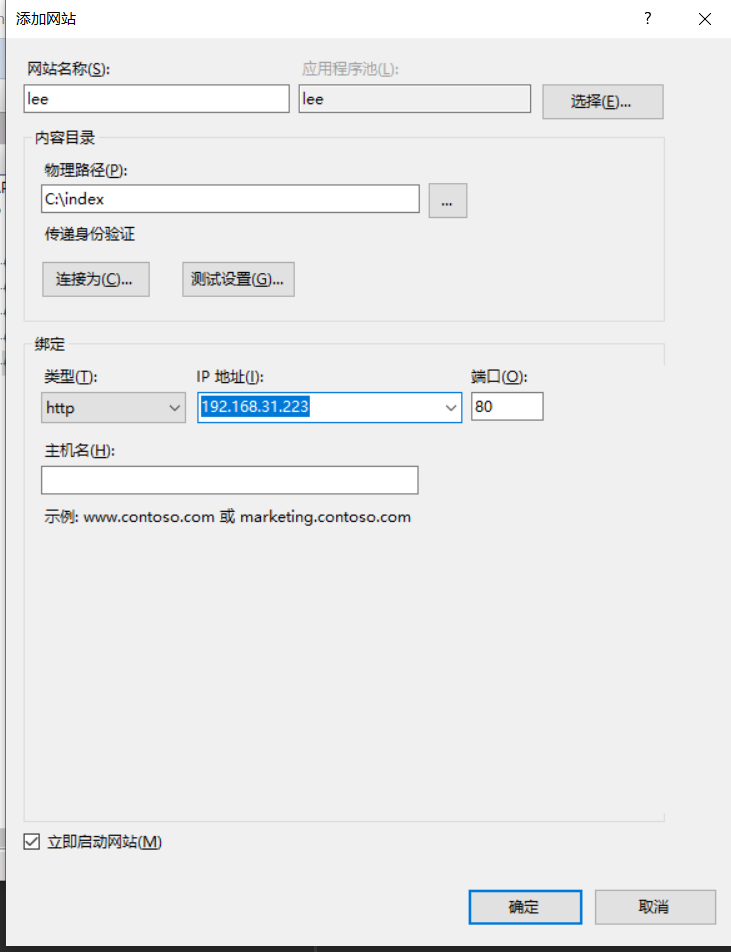 添加网站
?
网站名称(S):
应用程序池(L):
lee
lee
选择(E)...
内容目录
物理路径(P):
C:\index
...
传递身份验证
连接为(C)...
测试设置(G)...
绑定
类型(T):
IP 地址(I):
端口(O):
http
192.168.31.223
80
主机名(H):
示例: www.contoso.com 或 marketing.contoso.com
立即启动网站(M)
确定
取消